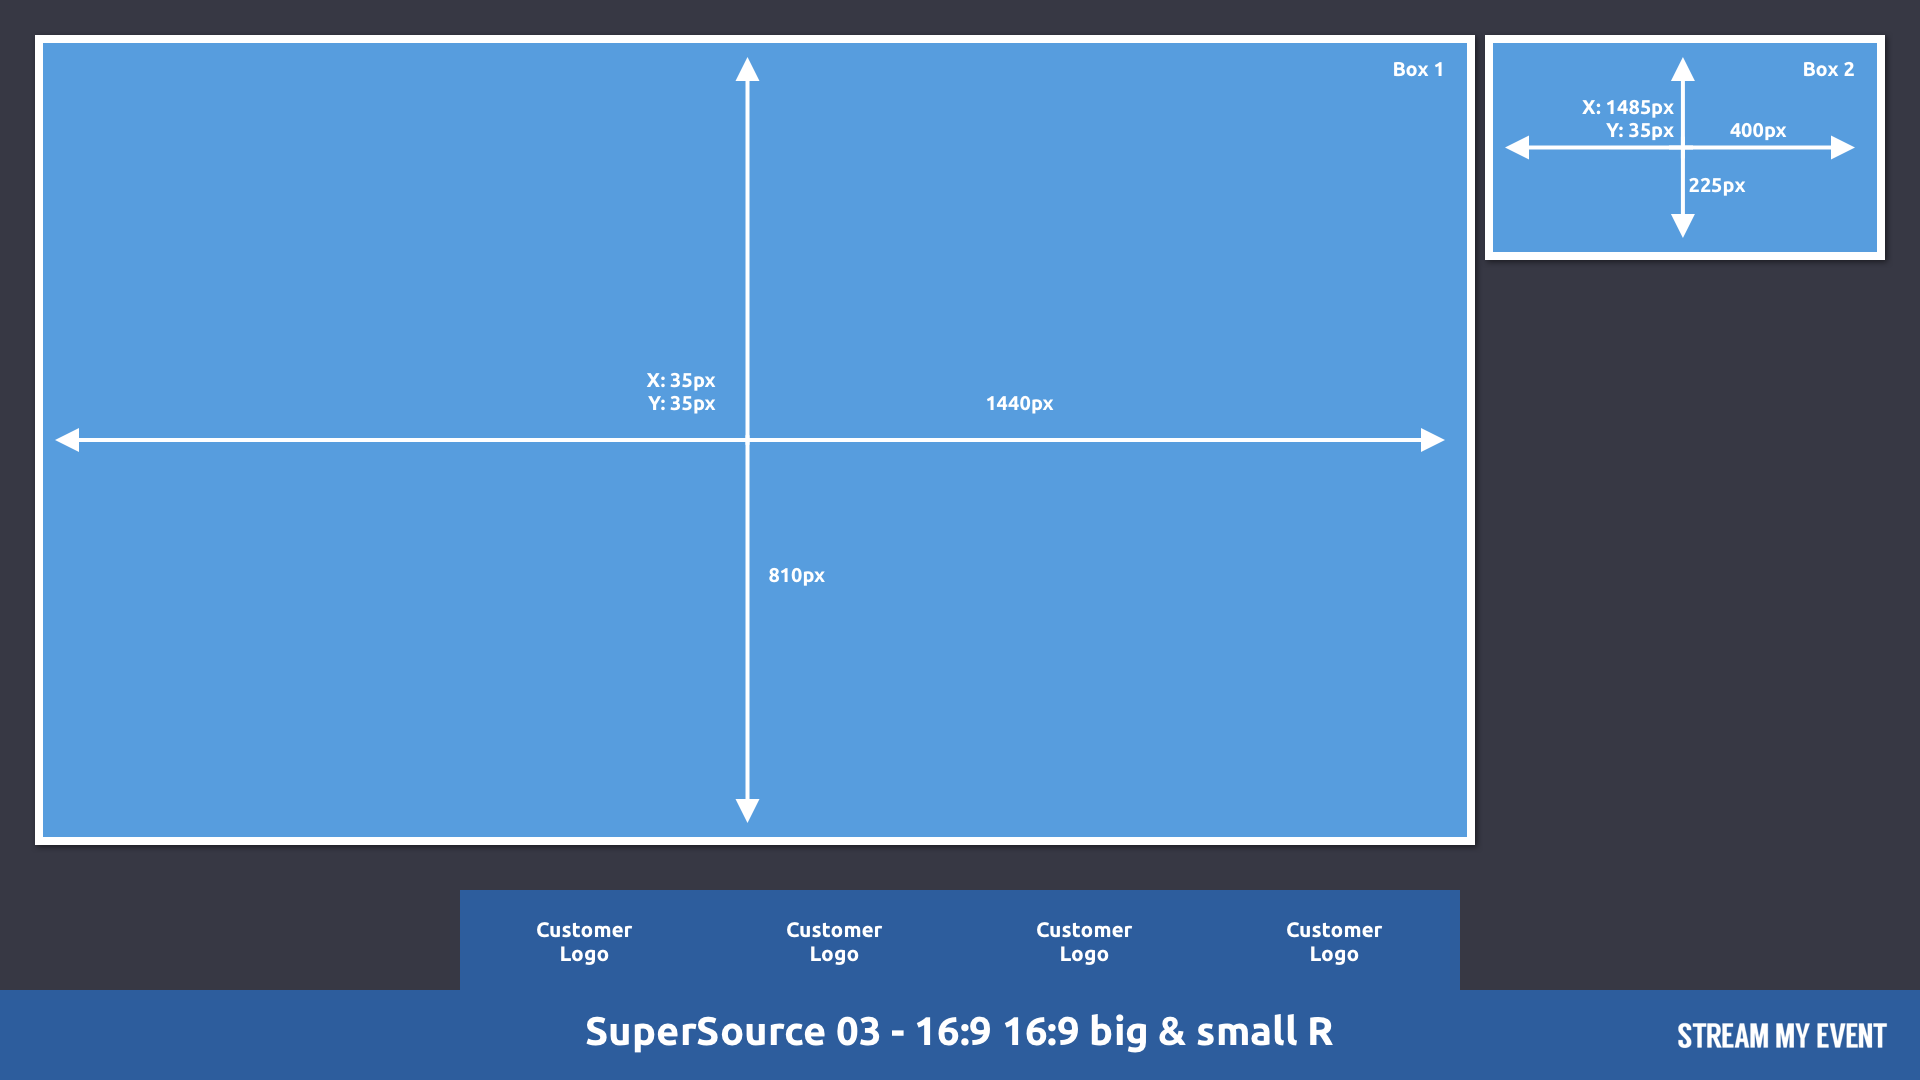 Box 1
X: 35px
Y: 35px
1440px
810px
Box 2
X: 1485px
Y: 35px
400px
225px
Customer
Logo
Customer
Logo
Customer
Logo
Customer
Logo
SuperSource 03 - 16:9 16:9 big & small R
STREAM MY EVENT